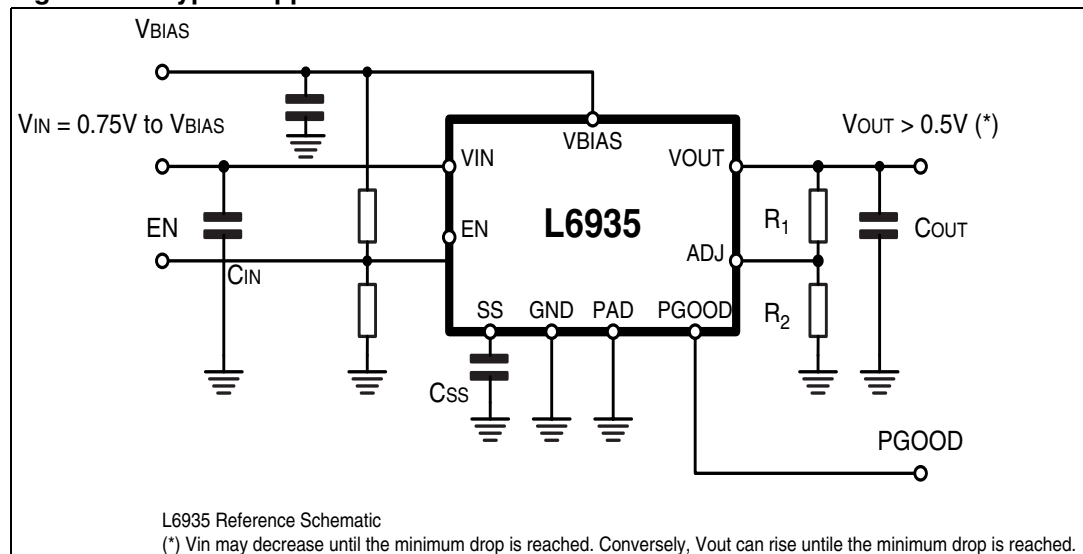 VBIAS
VIN = 0.75V to VBIAS
VOUT > 0.5V (*)
VBIAS
VIN
VOUT
EN
EN
L6935
R1
COUT
ADJ
CIN
R2
SS GND PAD PGOOD
CSS
PGOOD
L6935 Reference Schematic
(*) Vin may decrease until the minimum drop is reached. Conversely, Vout can rise untile the minimum drop is reached.